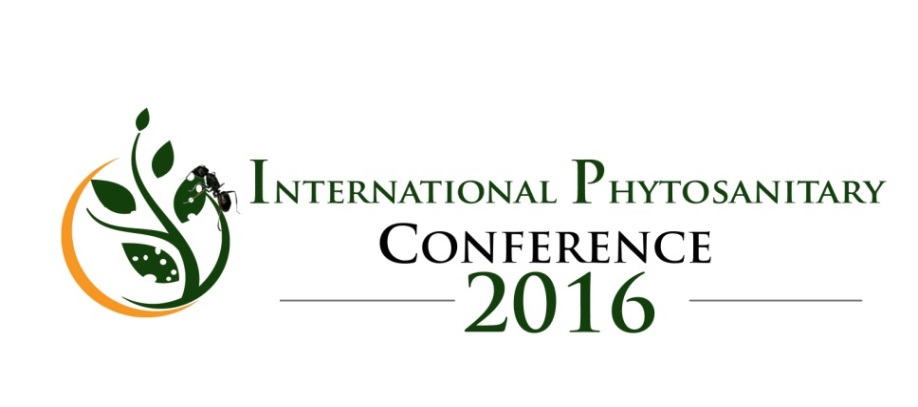 International Phytosanitary
Conference
2016